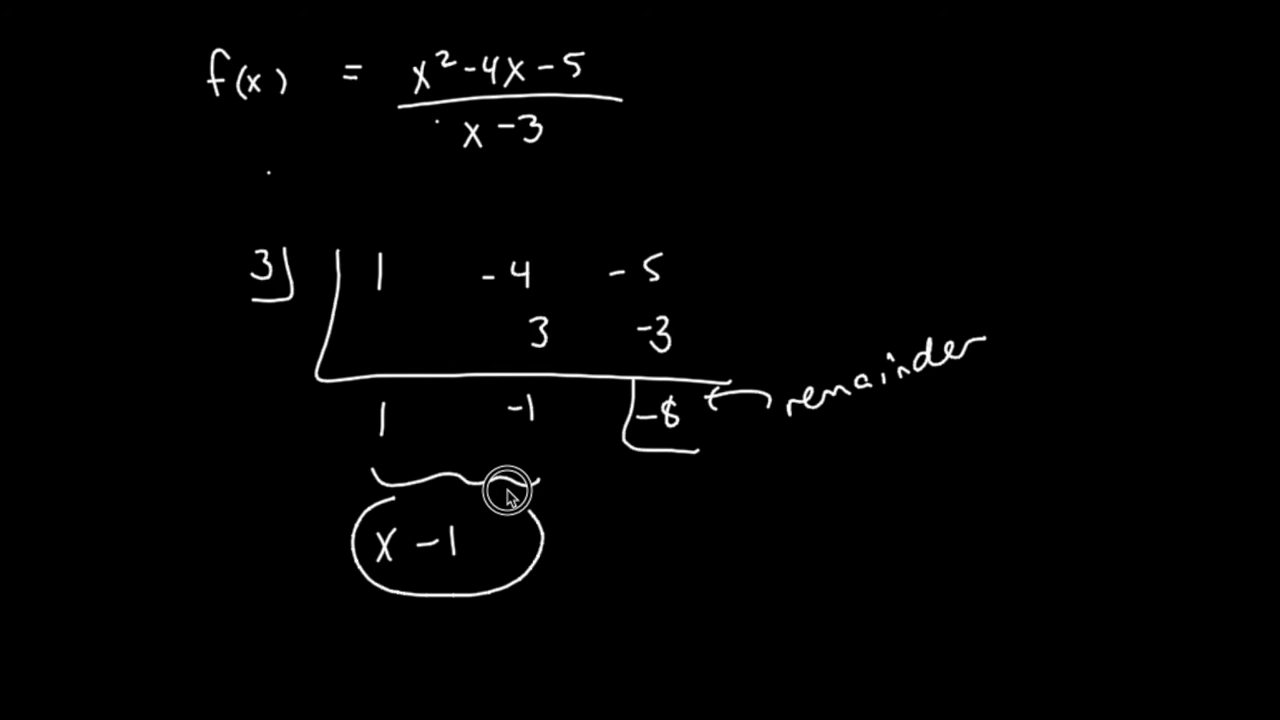 f(x) = x²-4x-5
x-3
3 1 -4 -5
3 -3
1 -1 -8 remainder
x-1